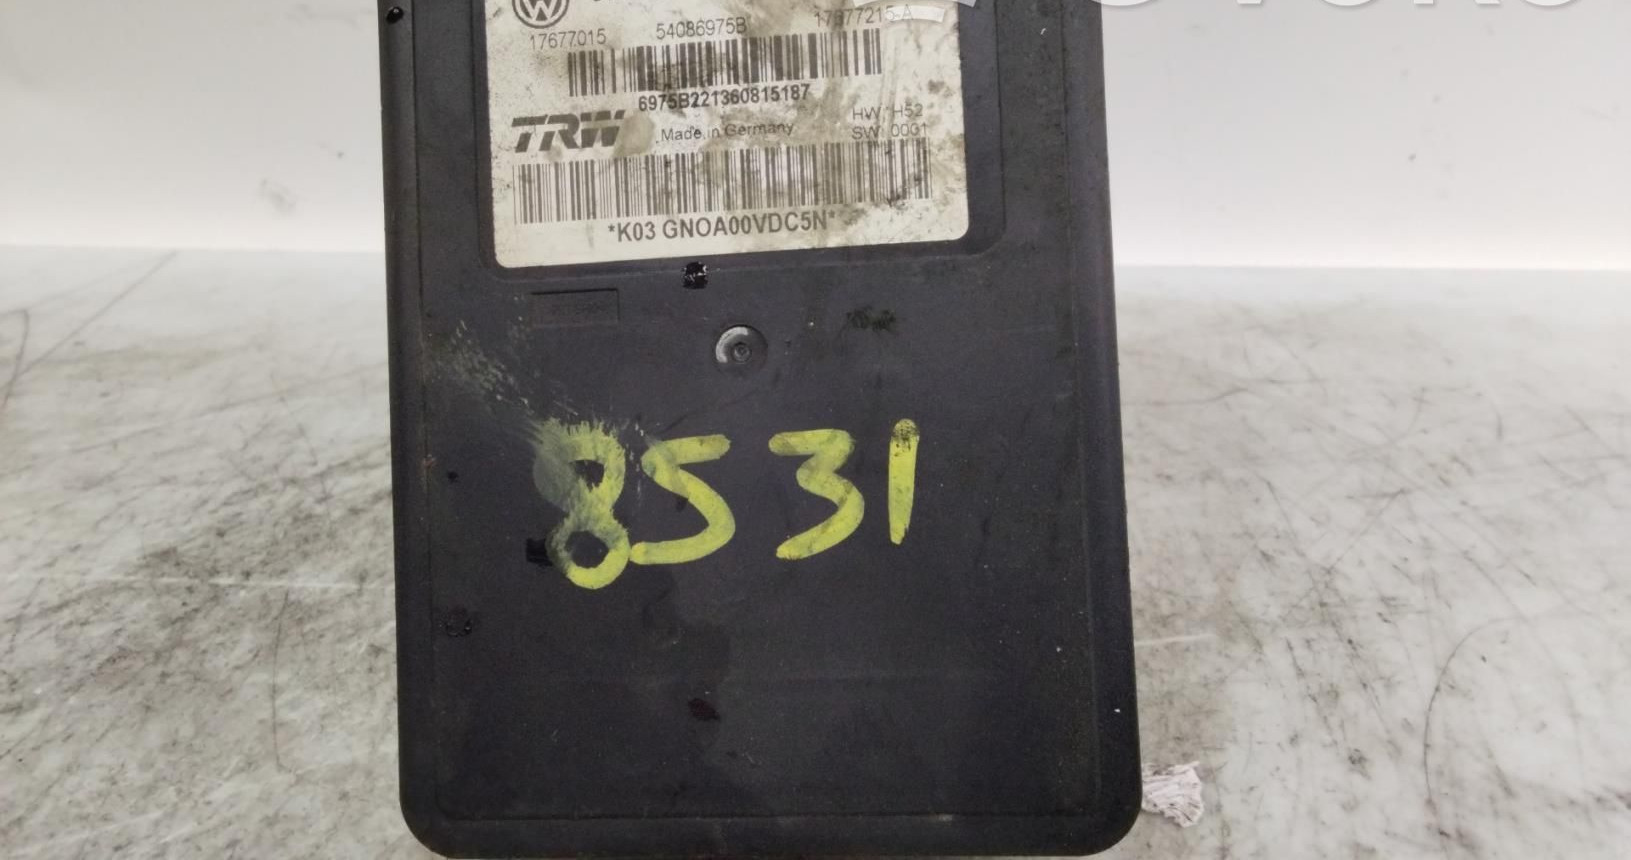 17677015 54086975B 17677215-A
6975B221360815187
TRW Made in Germany HW: H52
SW: 0001
*K03 GNOA00VDC5N*
8531